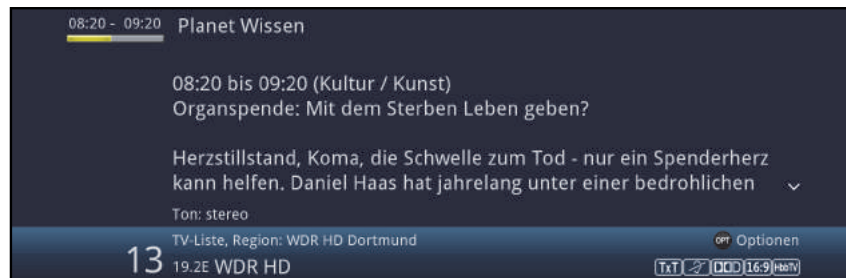 08:20 - 09:20 Planet Wissen
08:20 bis 09:20 (Kultur / Kunst)
Organspende: Mit dem Sterben Leben geben?
Herzstillstand, Koma, die Schwelle zum Tod - nur ein Spenderherz
kann helfen. Daniel Haas hat jahrelang unter einer bedrohlichen
Ton: stereo
TV-Liste, Region: WDR HD Dortmund OPT Optionen
13 19.2E WDR HD TxT 16:9 HbbTV